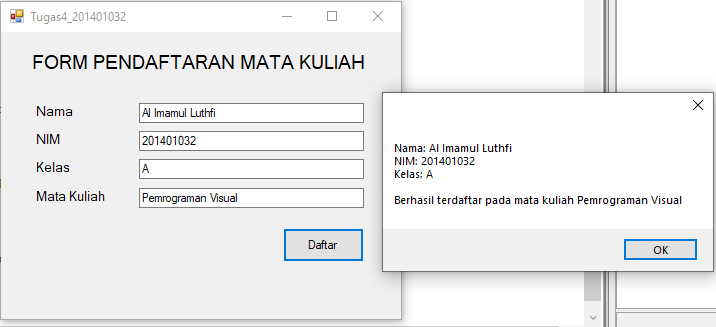 Tugas4_201401032
FORM PENDAFTARAN MATA KULIAH
Nama
Al Imamul Luthfi
NIM
201401032
Kelas
A
Mata Kuliah
Pemrograman Visual
Daftar
Nama: Al Imamul Luthfi
NIM: 201401032
Kelas: A
Berhasil terdaftar pada mata kuliah Pemrograman Visual
OK